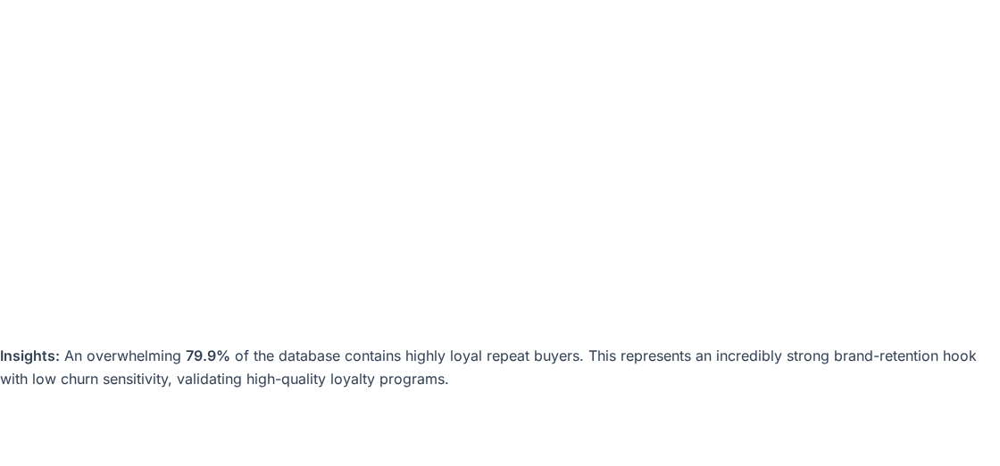 Insights: An overwhelming 79.9% of the database contains highly loyal repeat buyers. This represents an incredibly strong brand-retention hook
with low churn sensitivity, validating high-quality loyalty programs.